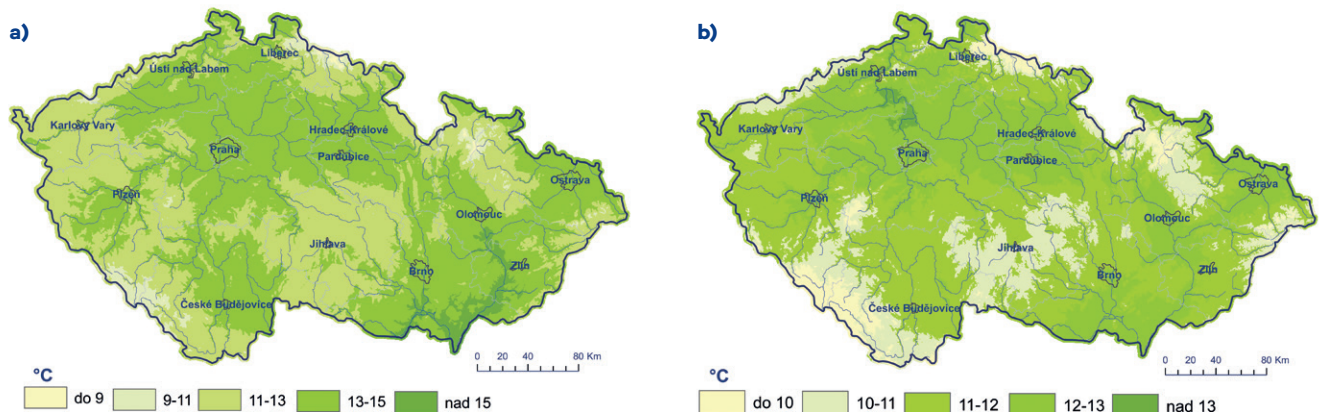 a)
Liberec
Ústí nad Labem
Karlovy Vary
Hradec Králové
Praha
Pardubice
Ostrava
Plzeň
Olomouc
Jihlava
Zlín
Brno
České Budějovice
0 20 40 80 Km
°C
do 9 9-11 11-13 13-15 nad 15
b)
Liberec
Ústí nad Labem
Karlovy Vary
Hradec Králové
Praha
Pardubice
Ostrava
Plzeň
Olomouc
Jihlava
Zlín
Brno
České Budějovice
0 20 40 80 Km
°C
do 10 10-11 11-12 12-13 nad 13